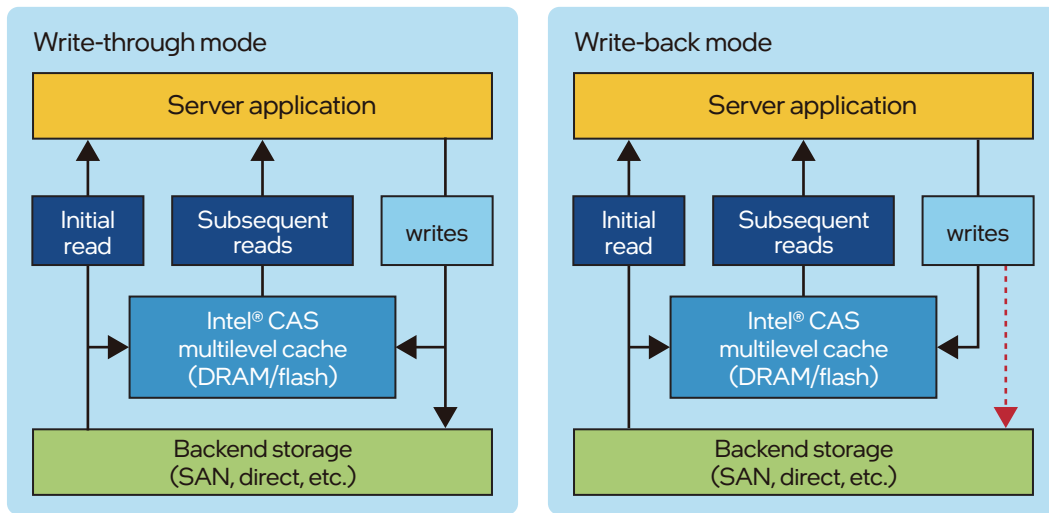 Write-through mode
Server application
Initial
read
Subsequent
reads
writes
Intel® CAS
multilevel cache
(DRAM/flash)
Backend storage
(SAN, direct, etc.)
Write-back mode
Server application
Initial
read
Subsequent
reads
writes
Intel® CAS
multilevel cache
(DRAM/flash)
Backend storage
(SAN, direct, etc.)